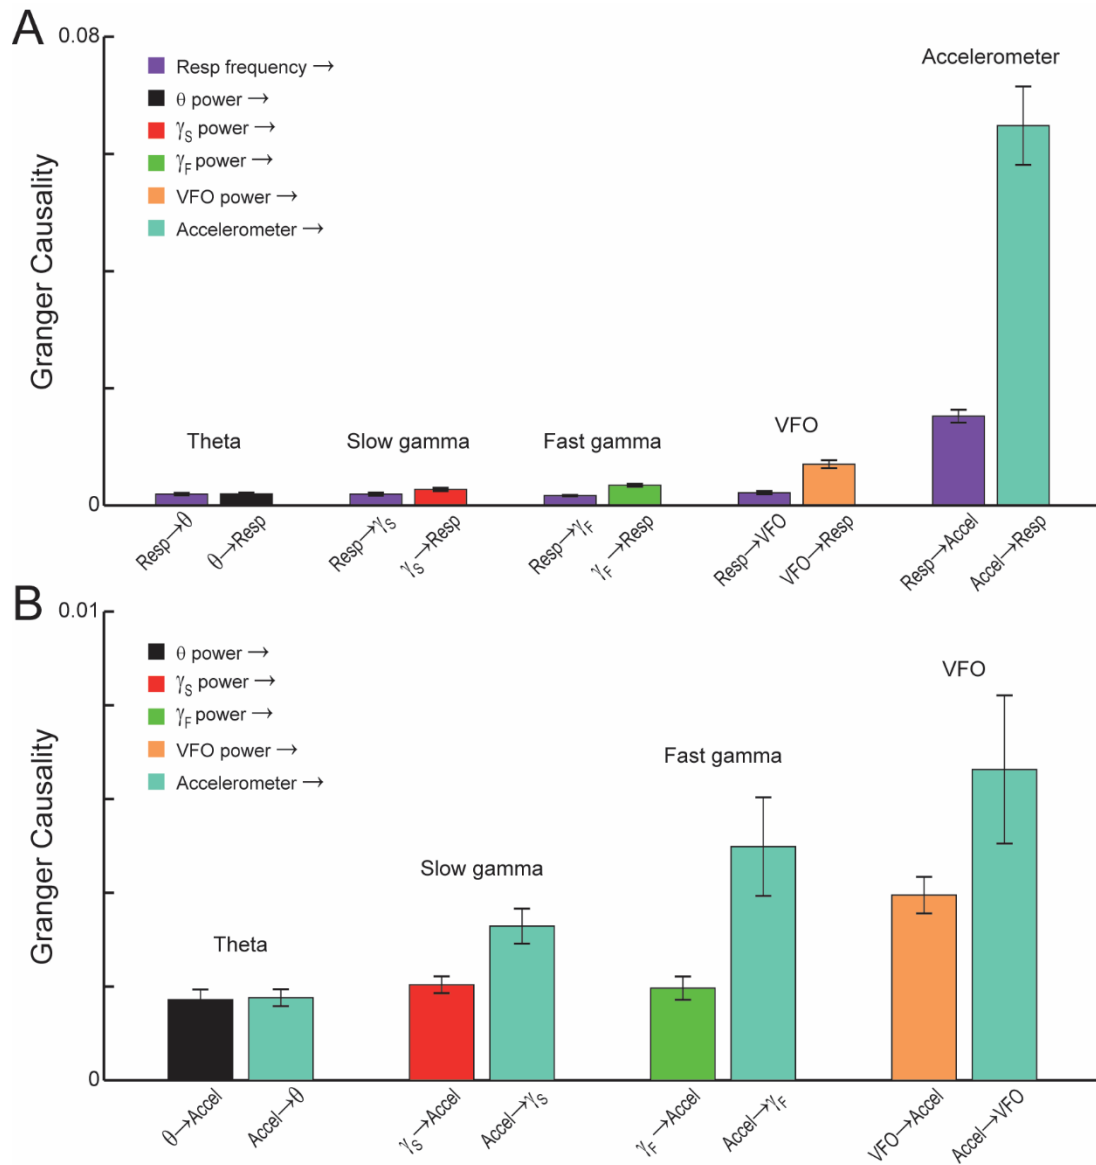 A
0.08
Resp frequency →
θ power →
γS power →
γF power →
VFO power →
Accelerometer →
Granger Causality
Theta
Slow gamma
Fast gamma
VFO
Accelerometer
0
Resp→θ
θ→Resp
Resp→γS
γS→Resp
Resp→γF
γF→Resp
Resp→VFO
VFO→Resp
Resp→Accel
Accel→Resp
B
0.01
θ power →
γS power →
γF power →
VFO power →
Accelerometer →
Granger Causality
Theta
Slow gamma
Fast gamma
VFO
0
θ→Accel
Accel→θ
γS→Accel
Accel→γS
γF→Accel
Accel→γF
VFO→Accel
Accel→VFO